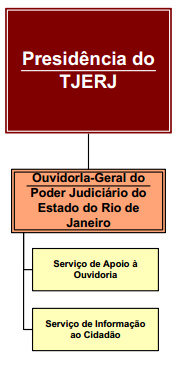 Presidência do
TJERJ
Ouvidoria-Geral do
Poder Judiciário do
Estado do Rio de
Janeiro
Serviço de Apoio à
Ouvidoria
Serviço de Informação
ao Cidadão